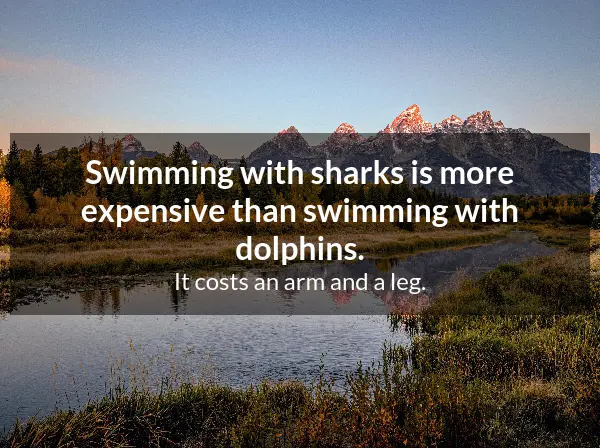 Swimming with sharks is more
expensive than swimming with
dolphins.
It costs an arm and a leg.